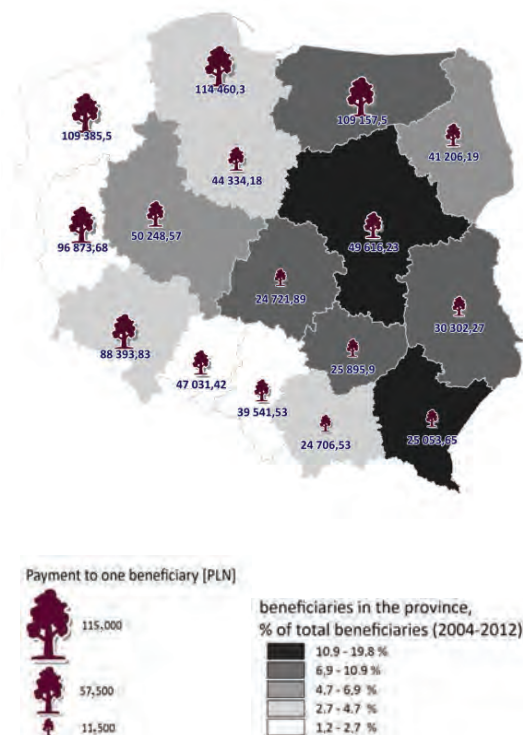 114 460,3
109 385,5
109 157,5
41 206,19
44 334,18
50 248,57
96 873,68
49 616,23
24 721,89
30 302,27
88 393,83
25 895,9
47 031,42
39 541,53
24 706,53
25 053,65
Payment to one beneficiary [PLN]
115,000
57,500
11,500
beneficiaries in the province,
% of total beneficiaries (2004-2012)
10.9 - 19.8 %
6,9 - 10.9 %
4.7 - 6,9 %
2.7 - 4.7 %
1,2 - 2.7 %